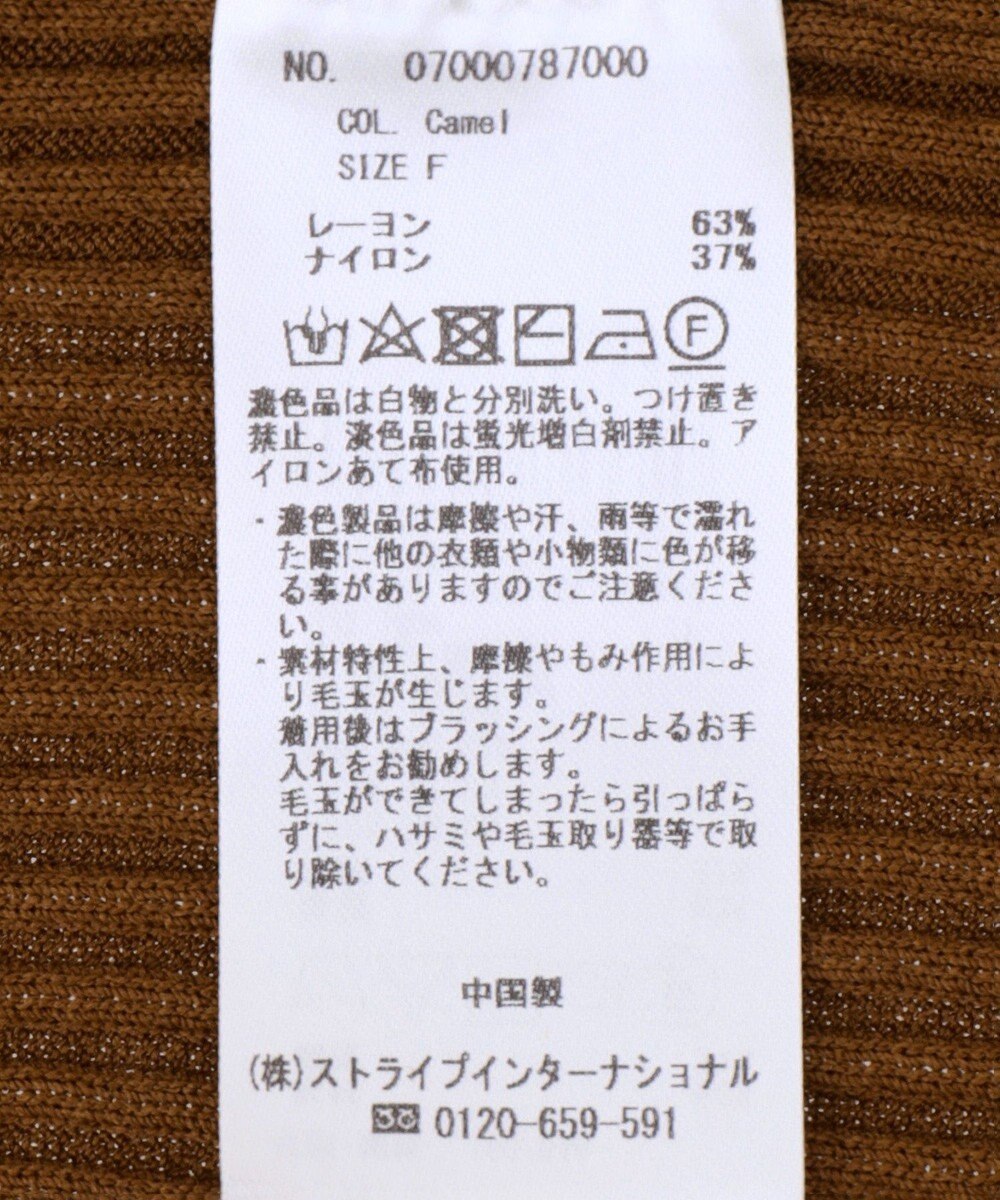 NO. 07000787000
COL. Camel
SIZE F
レーヨン 63%
ナイロン 37%
F
濃色品は白物と分別洗い。つけ置き
禁止。淡色品は蛍光増白剤禁止。ア
イロンあて布使用。
・濃色製品は摩擦や汗、雨等で濡れ
た際に他の衣類や小物類に色が移
る事がありますのでご注意くださ
い。
・素材特性上、摩擦やもみ作用によ
り毛玉が生じます。
着用後はブラッシングによるお手
入れをお勧めします。
毛玉ができてしまったら引っぱら
ずに、ハサミや毛玉取り器等で取
り除いてください。
中国製
(株)ストライプインターナショナル
0120-659-591